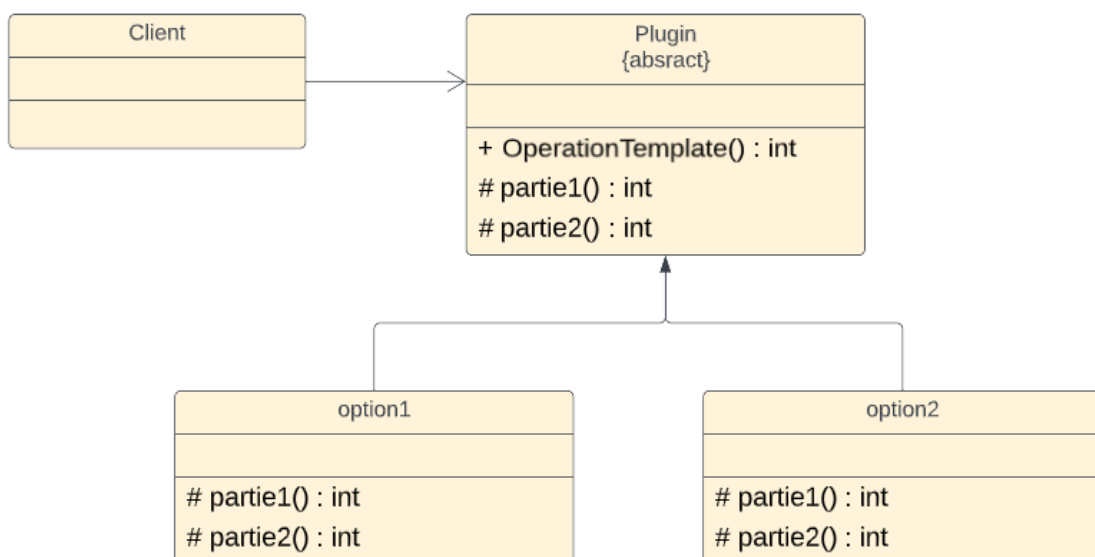 Client
Plugin
{absract}
+ OperationTemplate() : int
# partie1() : int
# partie2() : int
option1
# partie1() : int
# partie2() : int
option2
# partie1() : int
# partie2() : int